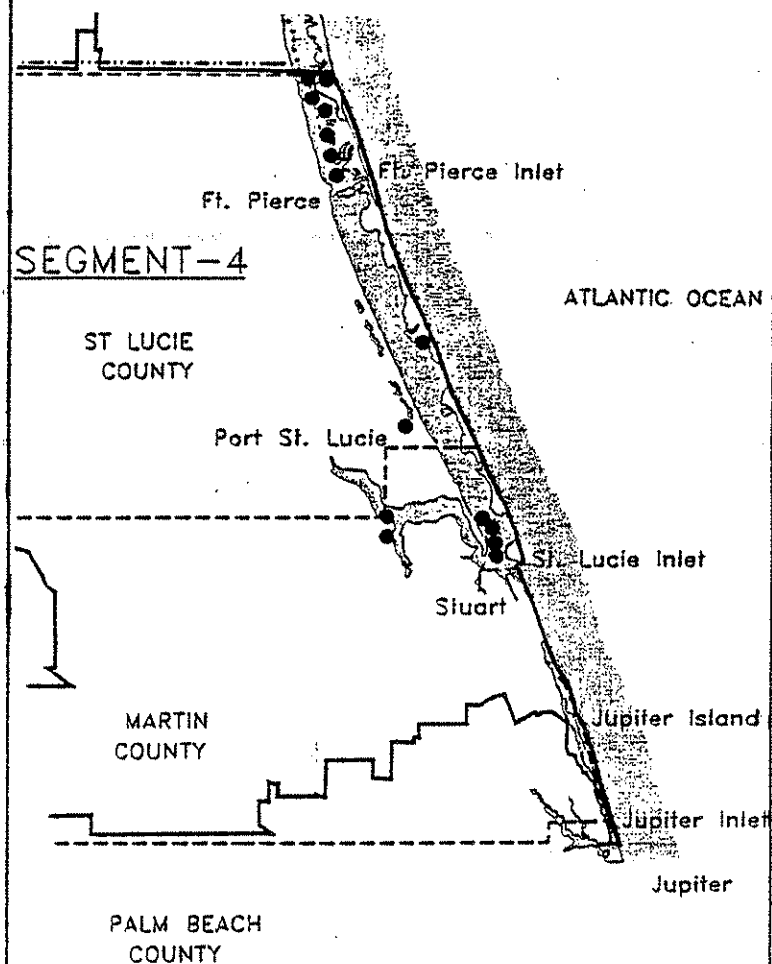 Ft. Pierce Inlet
Ft. Pierce
SEGMENT-4
ATLANTIC OCEAN
ST LUCIE
COUNTY
Port St. Lucie
St. Lucie Inlet
Stuart
MARTIN
COUNTY
Jupiter Island
Jupiter Inlet
Jupiter
PALM BEACH
COUNTY